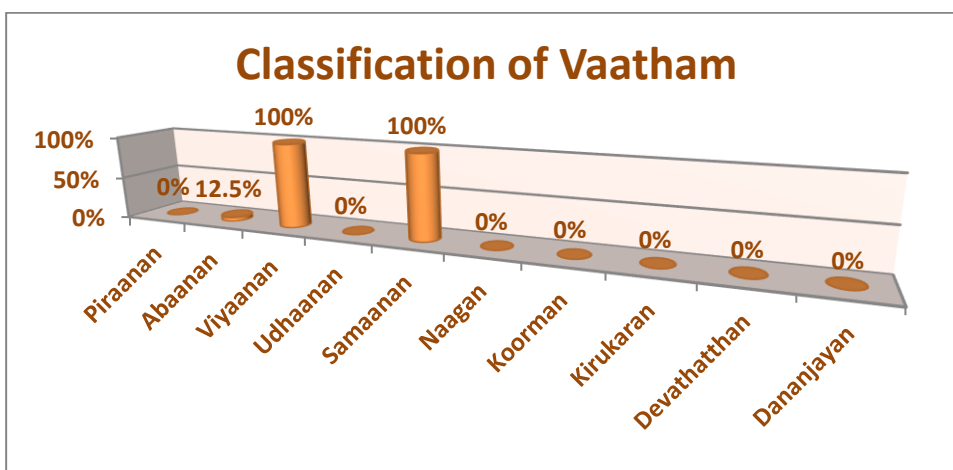 Classification of Vaatham
100%
50%
0%
0%
12.5%
100%
0%
100%
0%
0%
0%
0%
0%
Piraanan
Abaanan
Viyaanan
Udhaanan
Samaanan
Naagan
Koorman
Kirukaran
Devathatthan
Dananjayan